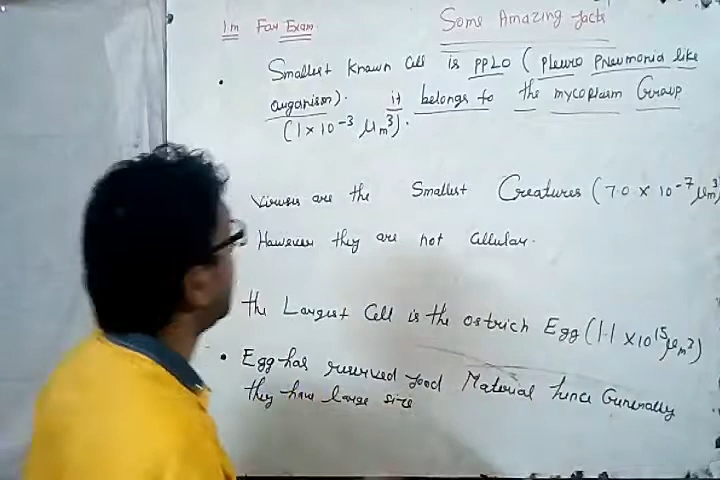 Im For Exam
Some Amazing facts
Smallest known Cell is PPLO (Pleuro Pneumonia like
ourganism). it belongs to the mycoplasm Group
(1 x 10⁻³ μm³).
Viruses are the Smallest Creatures (7.0 x 10⁻⁷ μm³)
However they are not Cellular.
the Largest Cell is the ostrich Egg (1.1 x 10¹⁵ μm³)
• Egg has reserved food Material hence Generally
they have large size